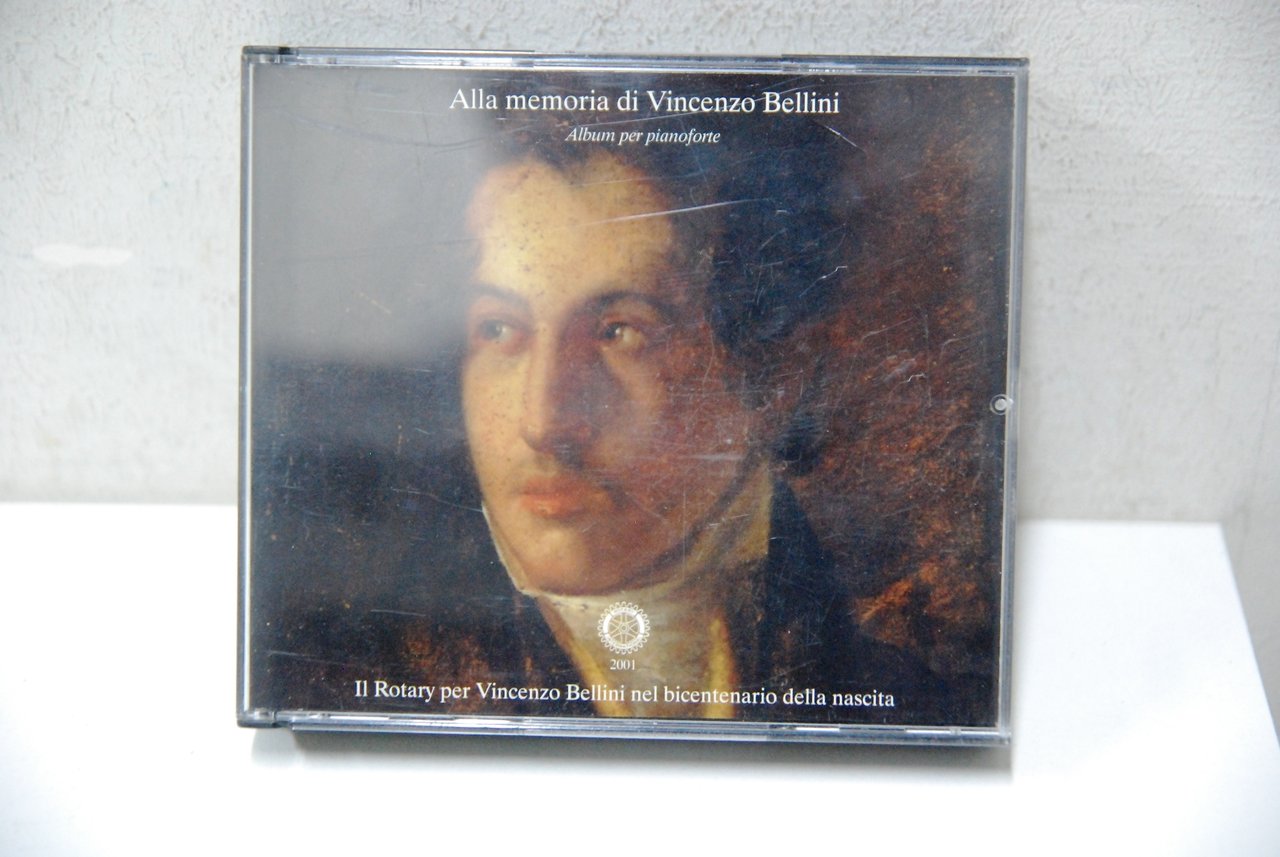 Alla memoria di Vincenzo Bellini
Album per pianoforte
2001
Il Rotary per Vincenzo Bellini nel bicentenario della nascita